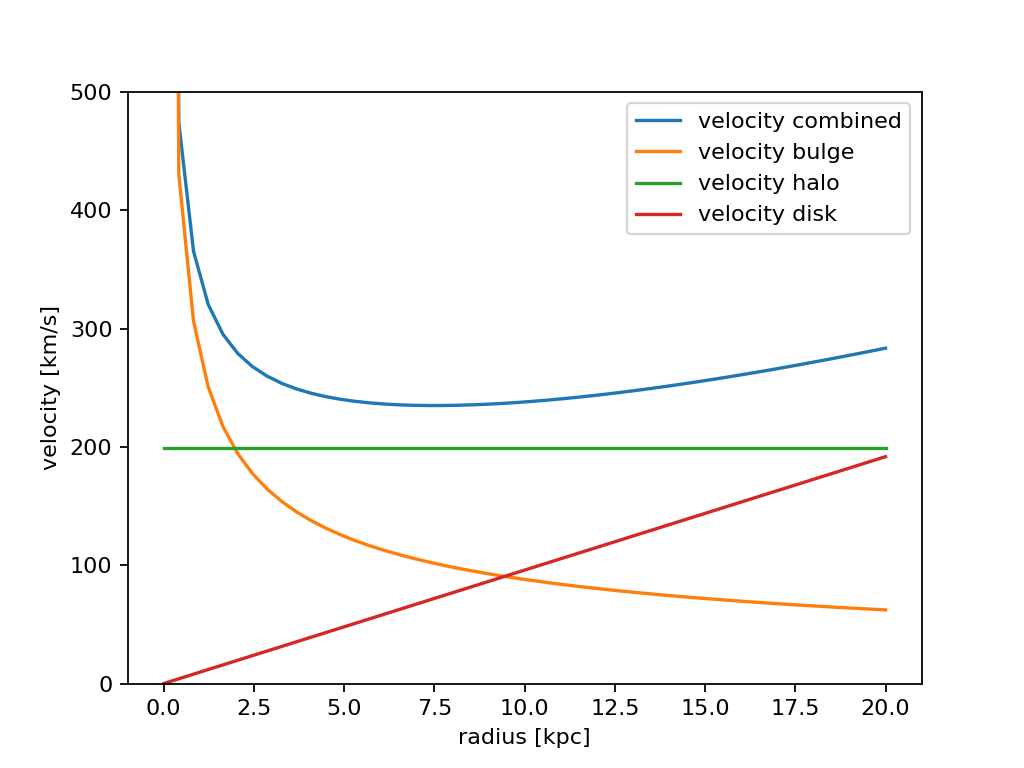 velocity combined
velocity bulge
velocity halo
velocity disk
500
400
300
200
100
0
velocity [km/s]
0.0 2.5 5.0 7.5 10.0 12.5 15.0 17.5 20.0
radius [kpc]